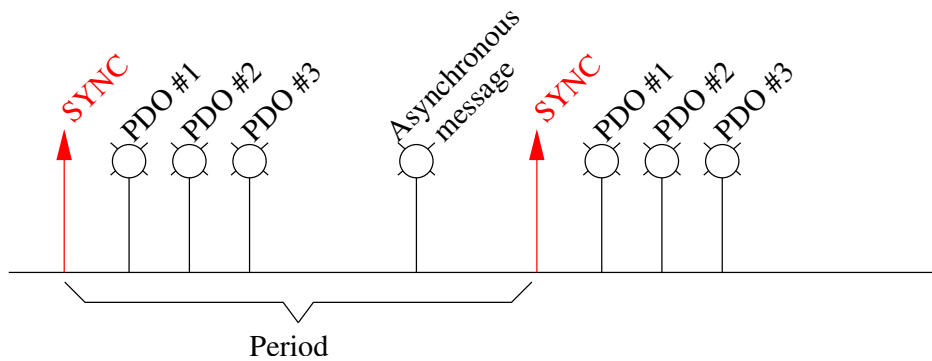 SYNC
PDO #1
PDO #2
PDO #3
Asynchronous
message
SYNC
PDO #1
PDO #2
PDO #3
Period